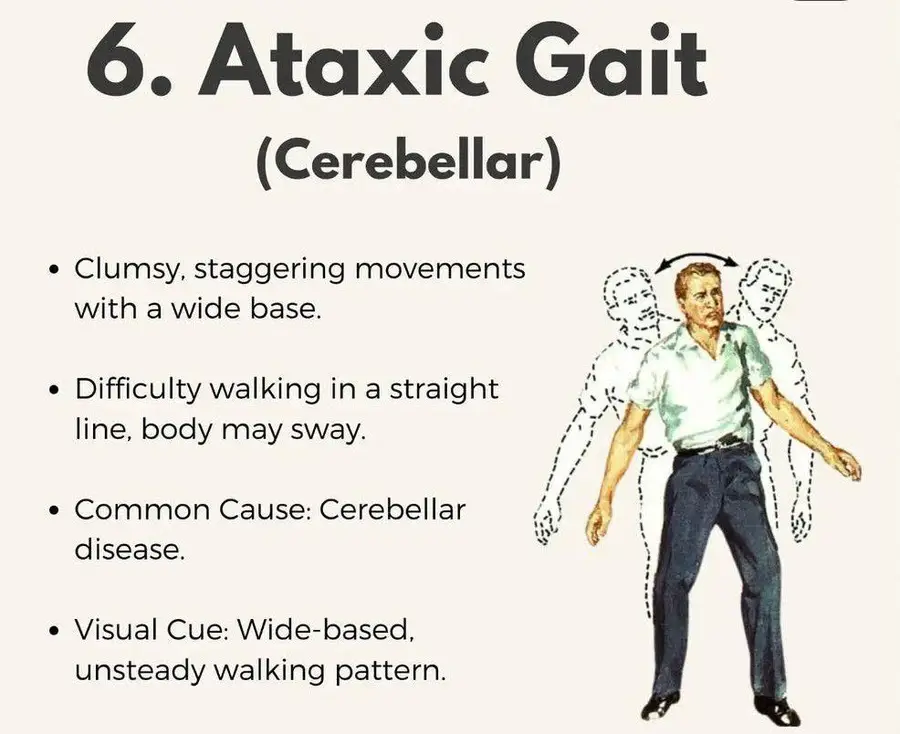 6. Ataxic Gait
(Cerebellar)
• Clumsy, staggering movements
with a wide base.
• Difficulty walking in a straight
line, body may sway.
• Common Cause: Cerebellar
disease.
• Visual Cue: Wide-based,
unsteady walking pattern.